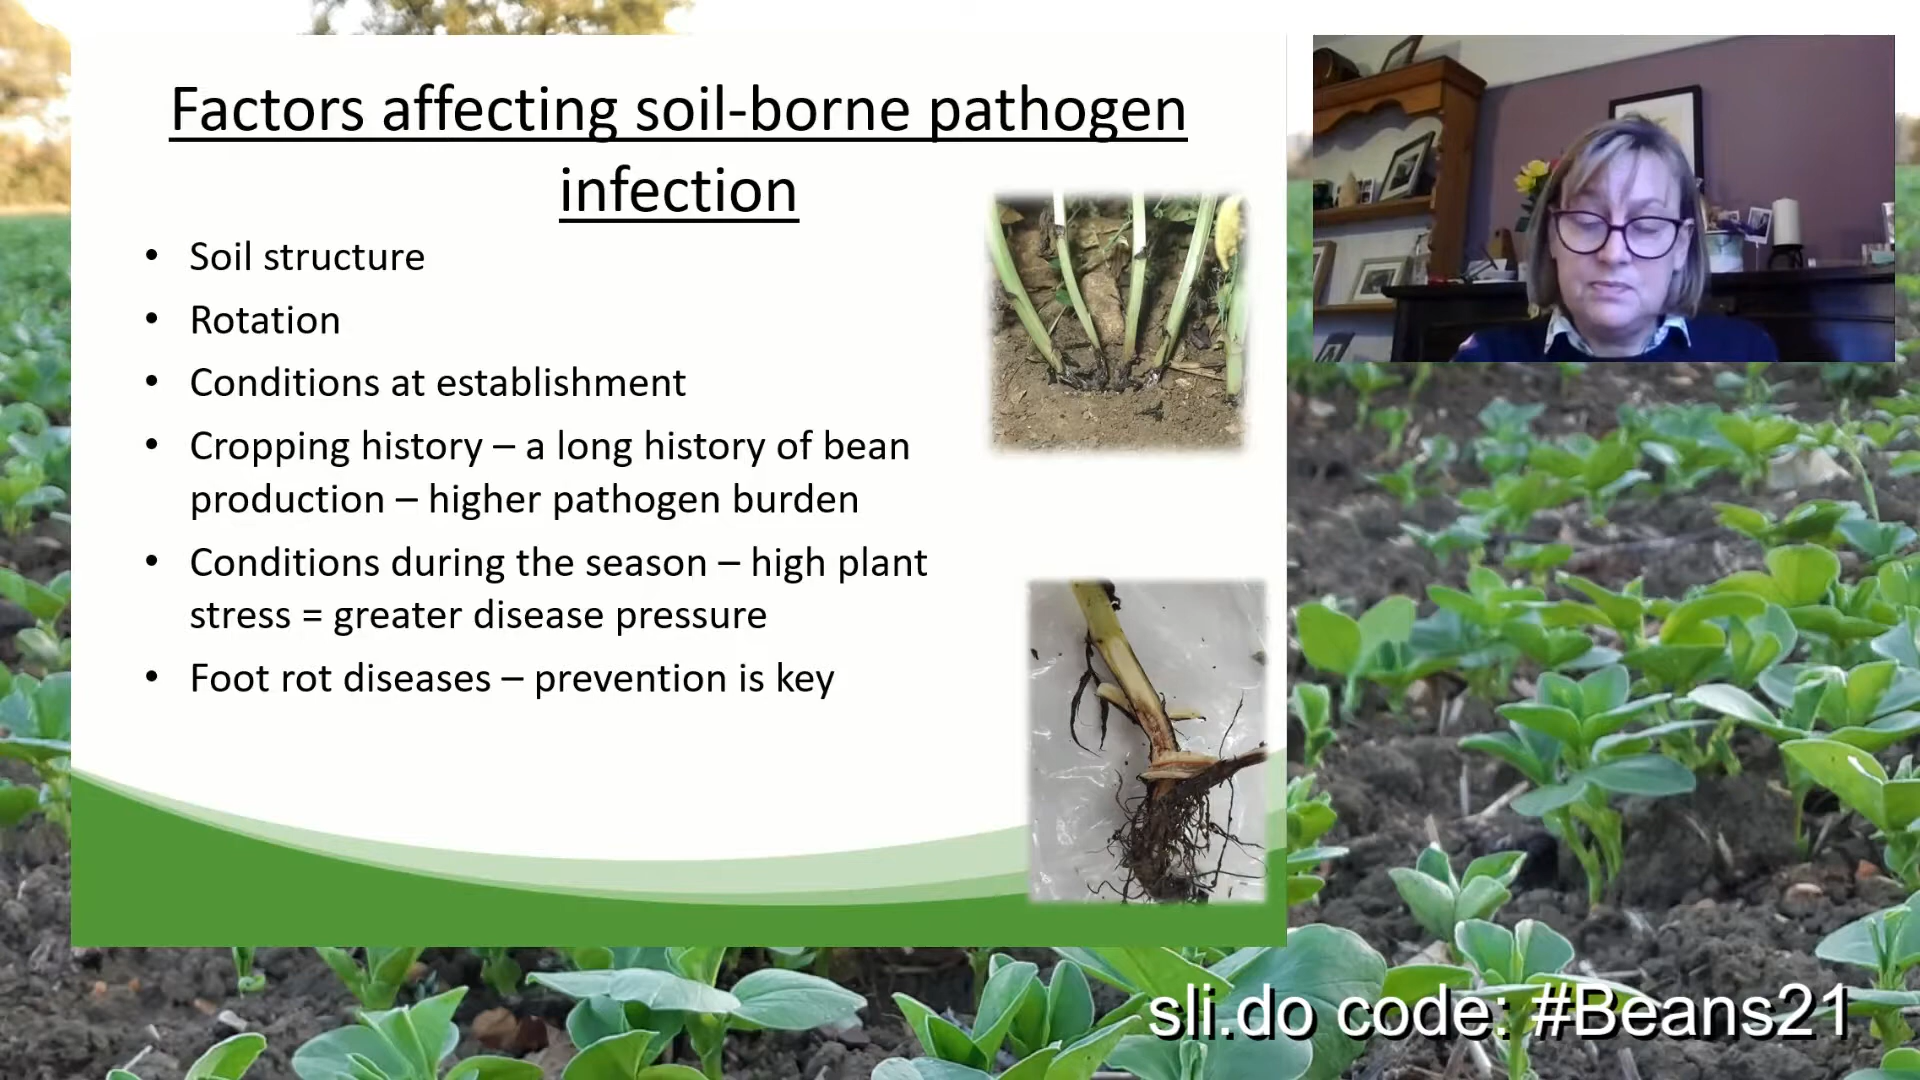 Factors affecting soil-borne pathogen
infection
• Soil structure
• Rotation
• Conditions at establishment
• Cropping history – a long history of bean
production – higher pathogen burden
• Conditions during the season – high plant
stress = greater disease pressure
• Foot rot diseases – prevention is key
sli.do code: #Beans21